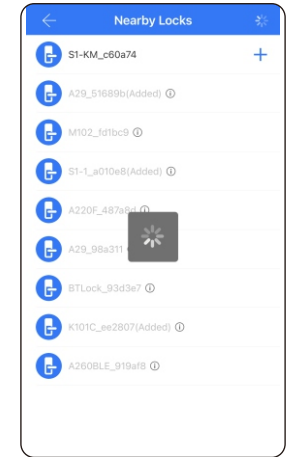 Nearby Locks
S1-KM_c60a74
A29_51689b(Added)
M102_fd1bc9
S1-1_a010e8(Added)
A220F_487a8d
A29_98a311
BTLock_93d3e7
K101C_ee2807(Added)
A260BLE_919af8